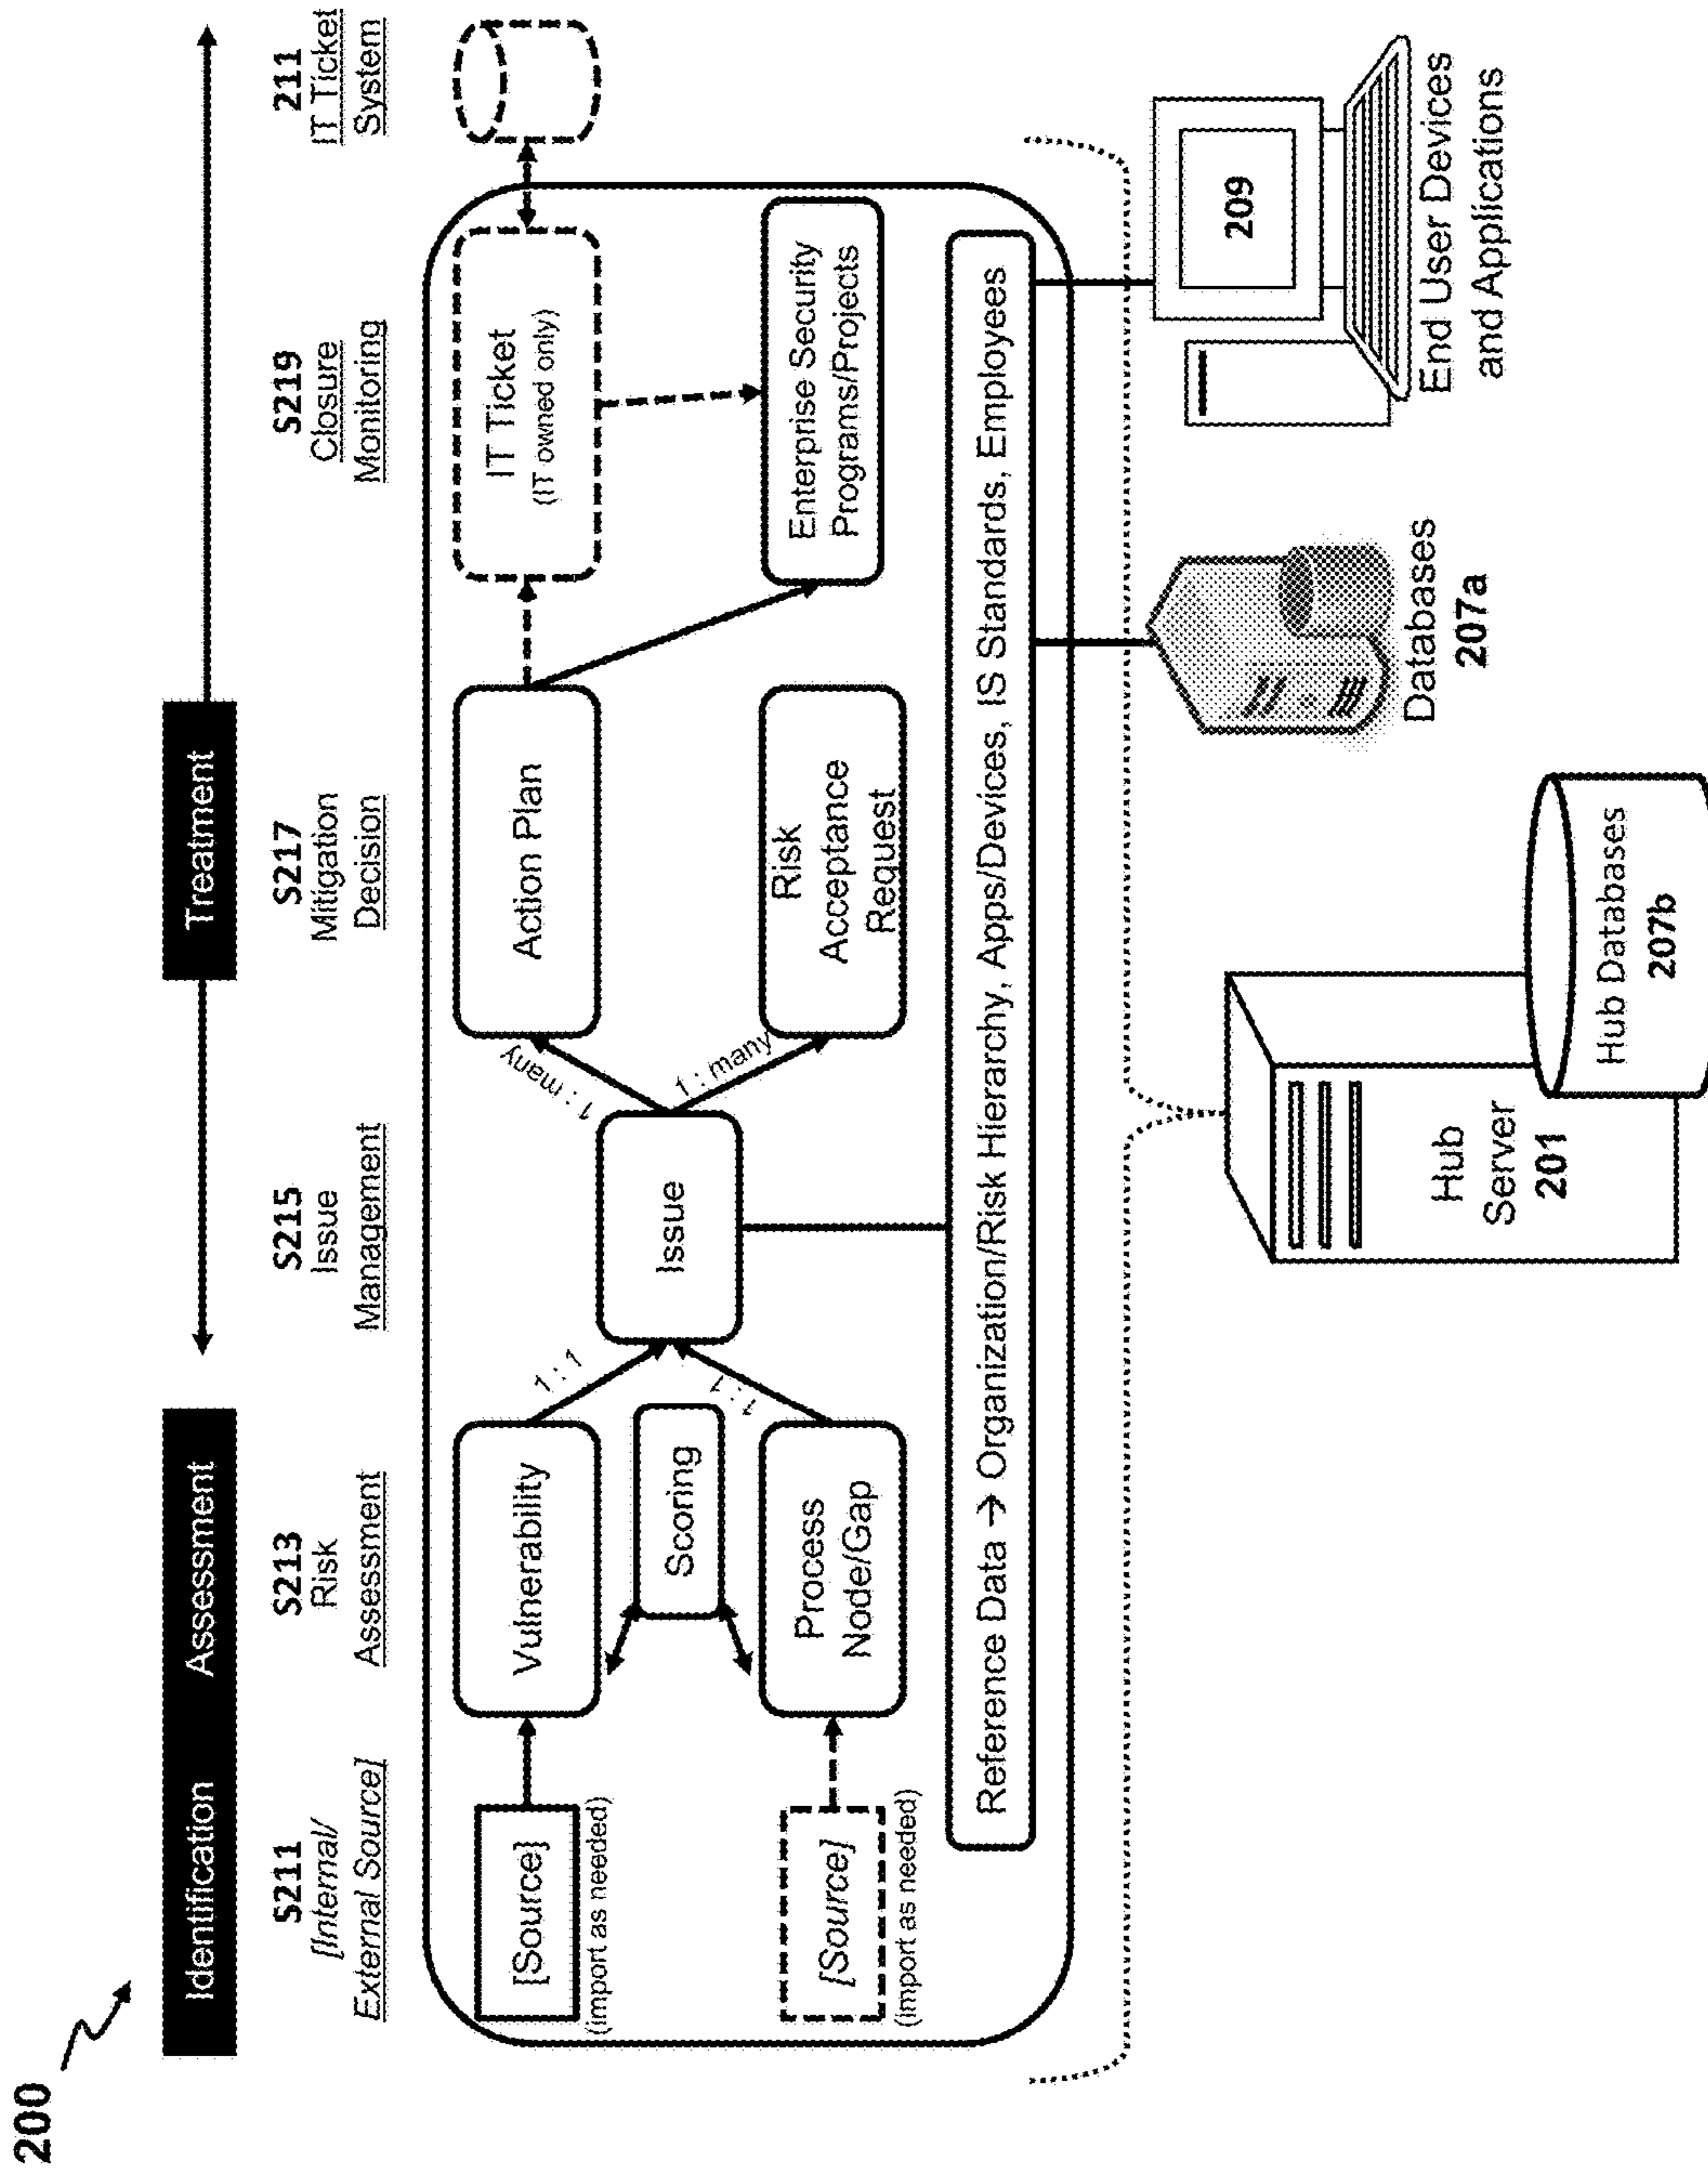 200
Identification
Assessment
Treatment
S211
[Internal/
External Source]
S213
Risk
Assessment
S215
Issue
Management
S217
Mitigation
Decision
S219
Closure
Monitoring
211
IT Ticket
System
[Source}
(import as needed)
Vulnerability
Scoring
[Source]
(import as needed)
Process
Node/Gap
1 : 1
1 : 1
Issue
1 : many
1 : many
Action Plan
Risk
Acceptance
Request
IT Ticket
(IT owned only)
Enterprise Security
Programs/Projects
Reference Data → Organization/Risk Hierarchy, Apps/Devices, IS Standards, Employees
Hub
Server
201
Hub Databases
207b
Databases
207a
209
End User Devices
and Applications